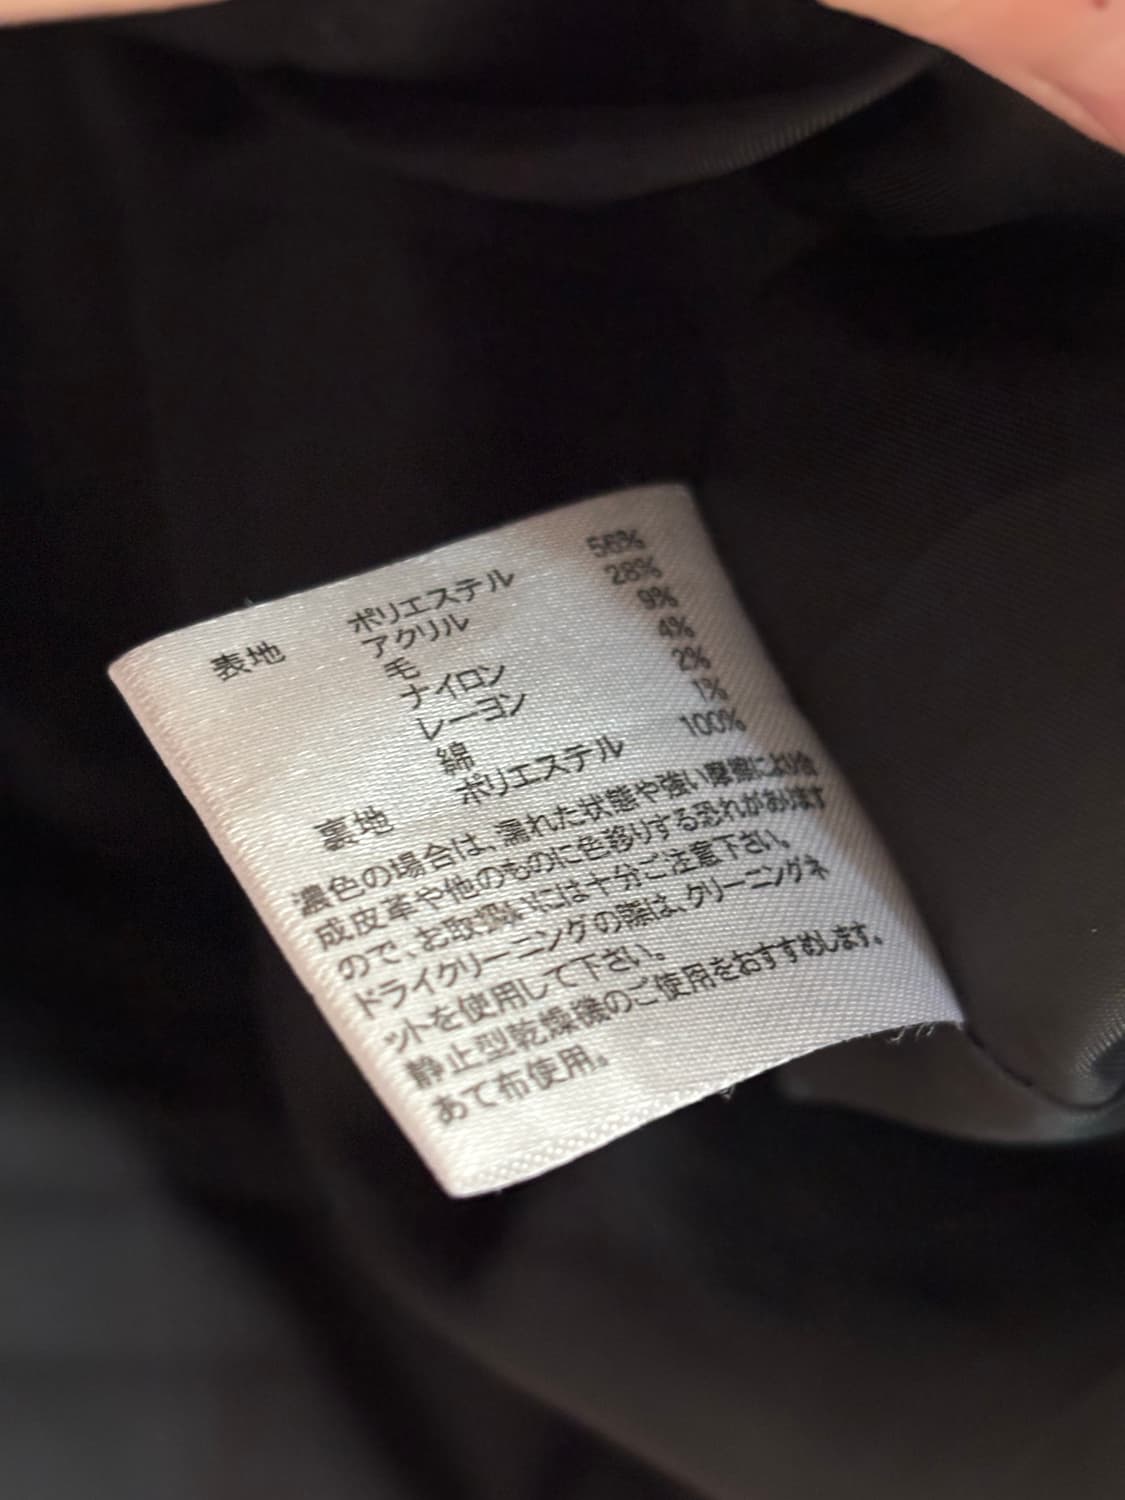 表地 ポリエステル 56%
アクリル 28%
毛 9%
ナイロン 4%
レーヨン 2%
綿 1%
裏地 ポリエステル 100%
濃色の場合は、濡れた状態や強い摩擦により合
成皮革や他のものに色移りする恐れがあります
ので、お取扱いには十分ご注意下さい。
ドライクリーニングの際は、クリーニングネ
ットを使用して下さい。
静止型乾燥機のご使用をおすすめします。
あて布使用。